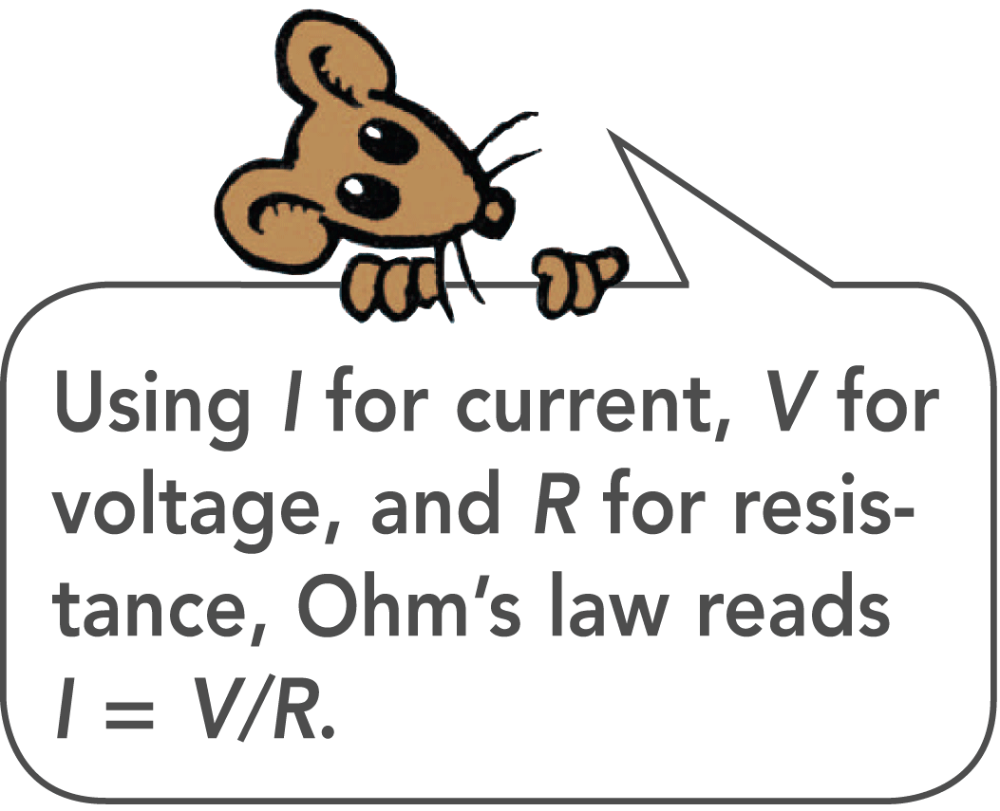 Using I for current, V for
voltage, and R for resis-
tance, Ohm’s law reads
I = V/R.